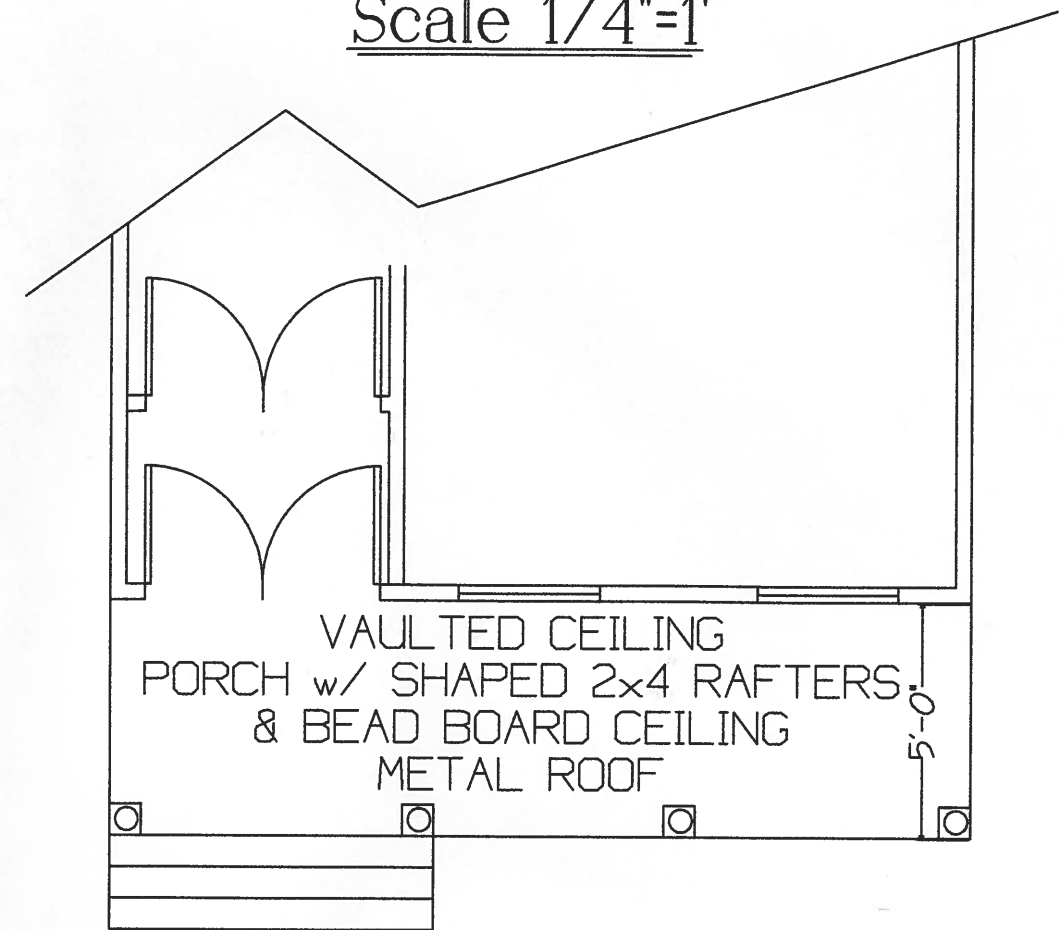 Scale 1/4"=1'
VAULTED CEILING
PORCH w/ SHAPED 2x4 RAFTERS
& BEAD BOARD CEILING
METAL ROOF
5'-0"